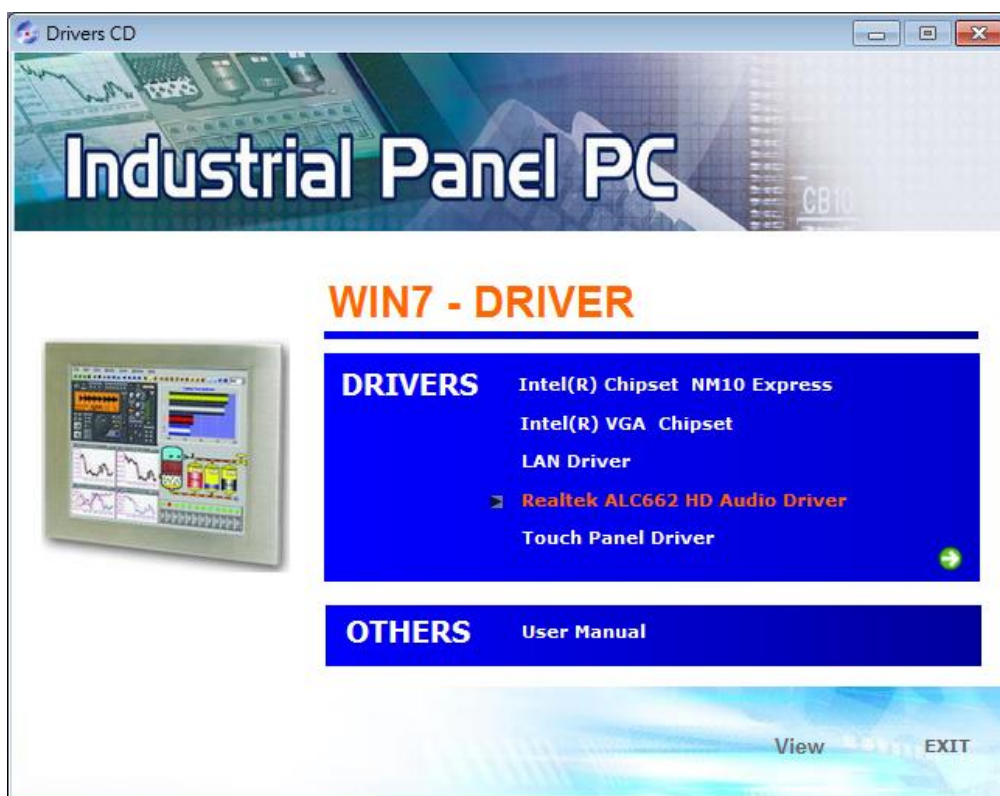 Drivers CD
Industrial Panel PC
CB10
WIN7 - DRIVER
DRIVERS
Intel(R) Chipset NM10 Express
Intel(R) VGA Chipset
LAN Driver
Realtek ALC662 HD Audio Driver
Touch Panel Driver
OTHERS
User Manual
View
EXIT